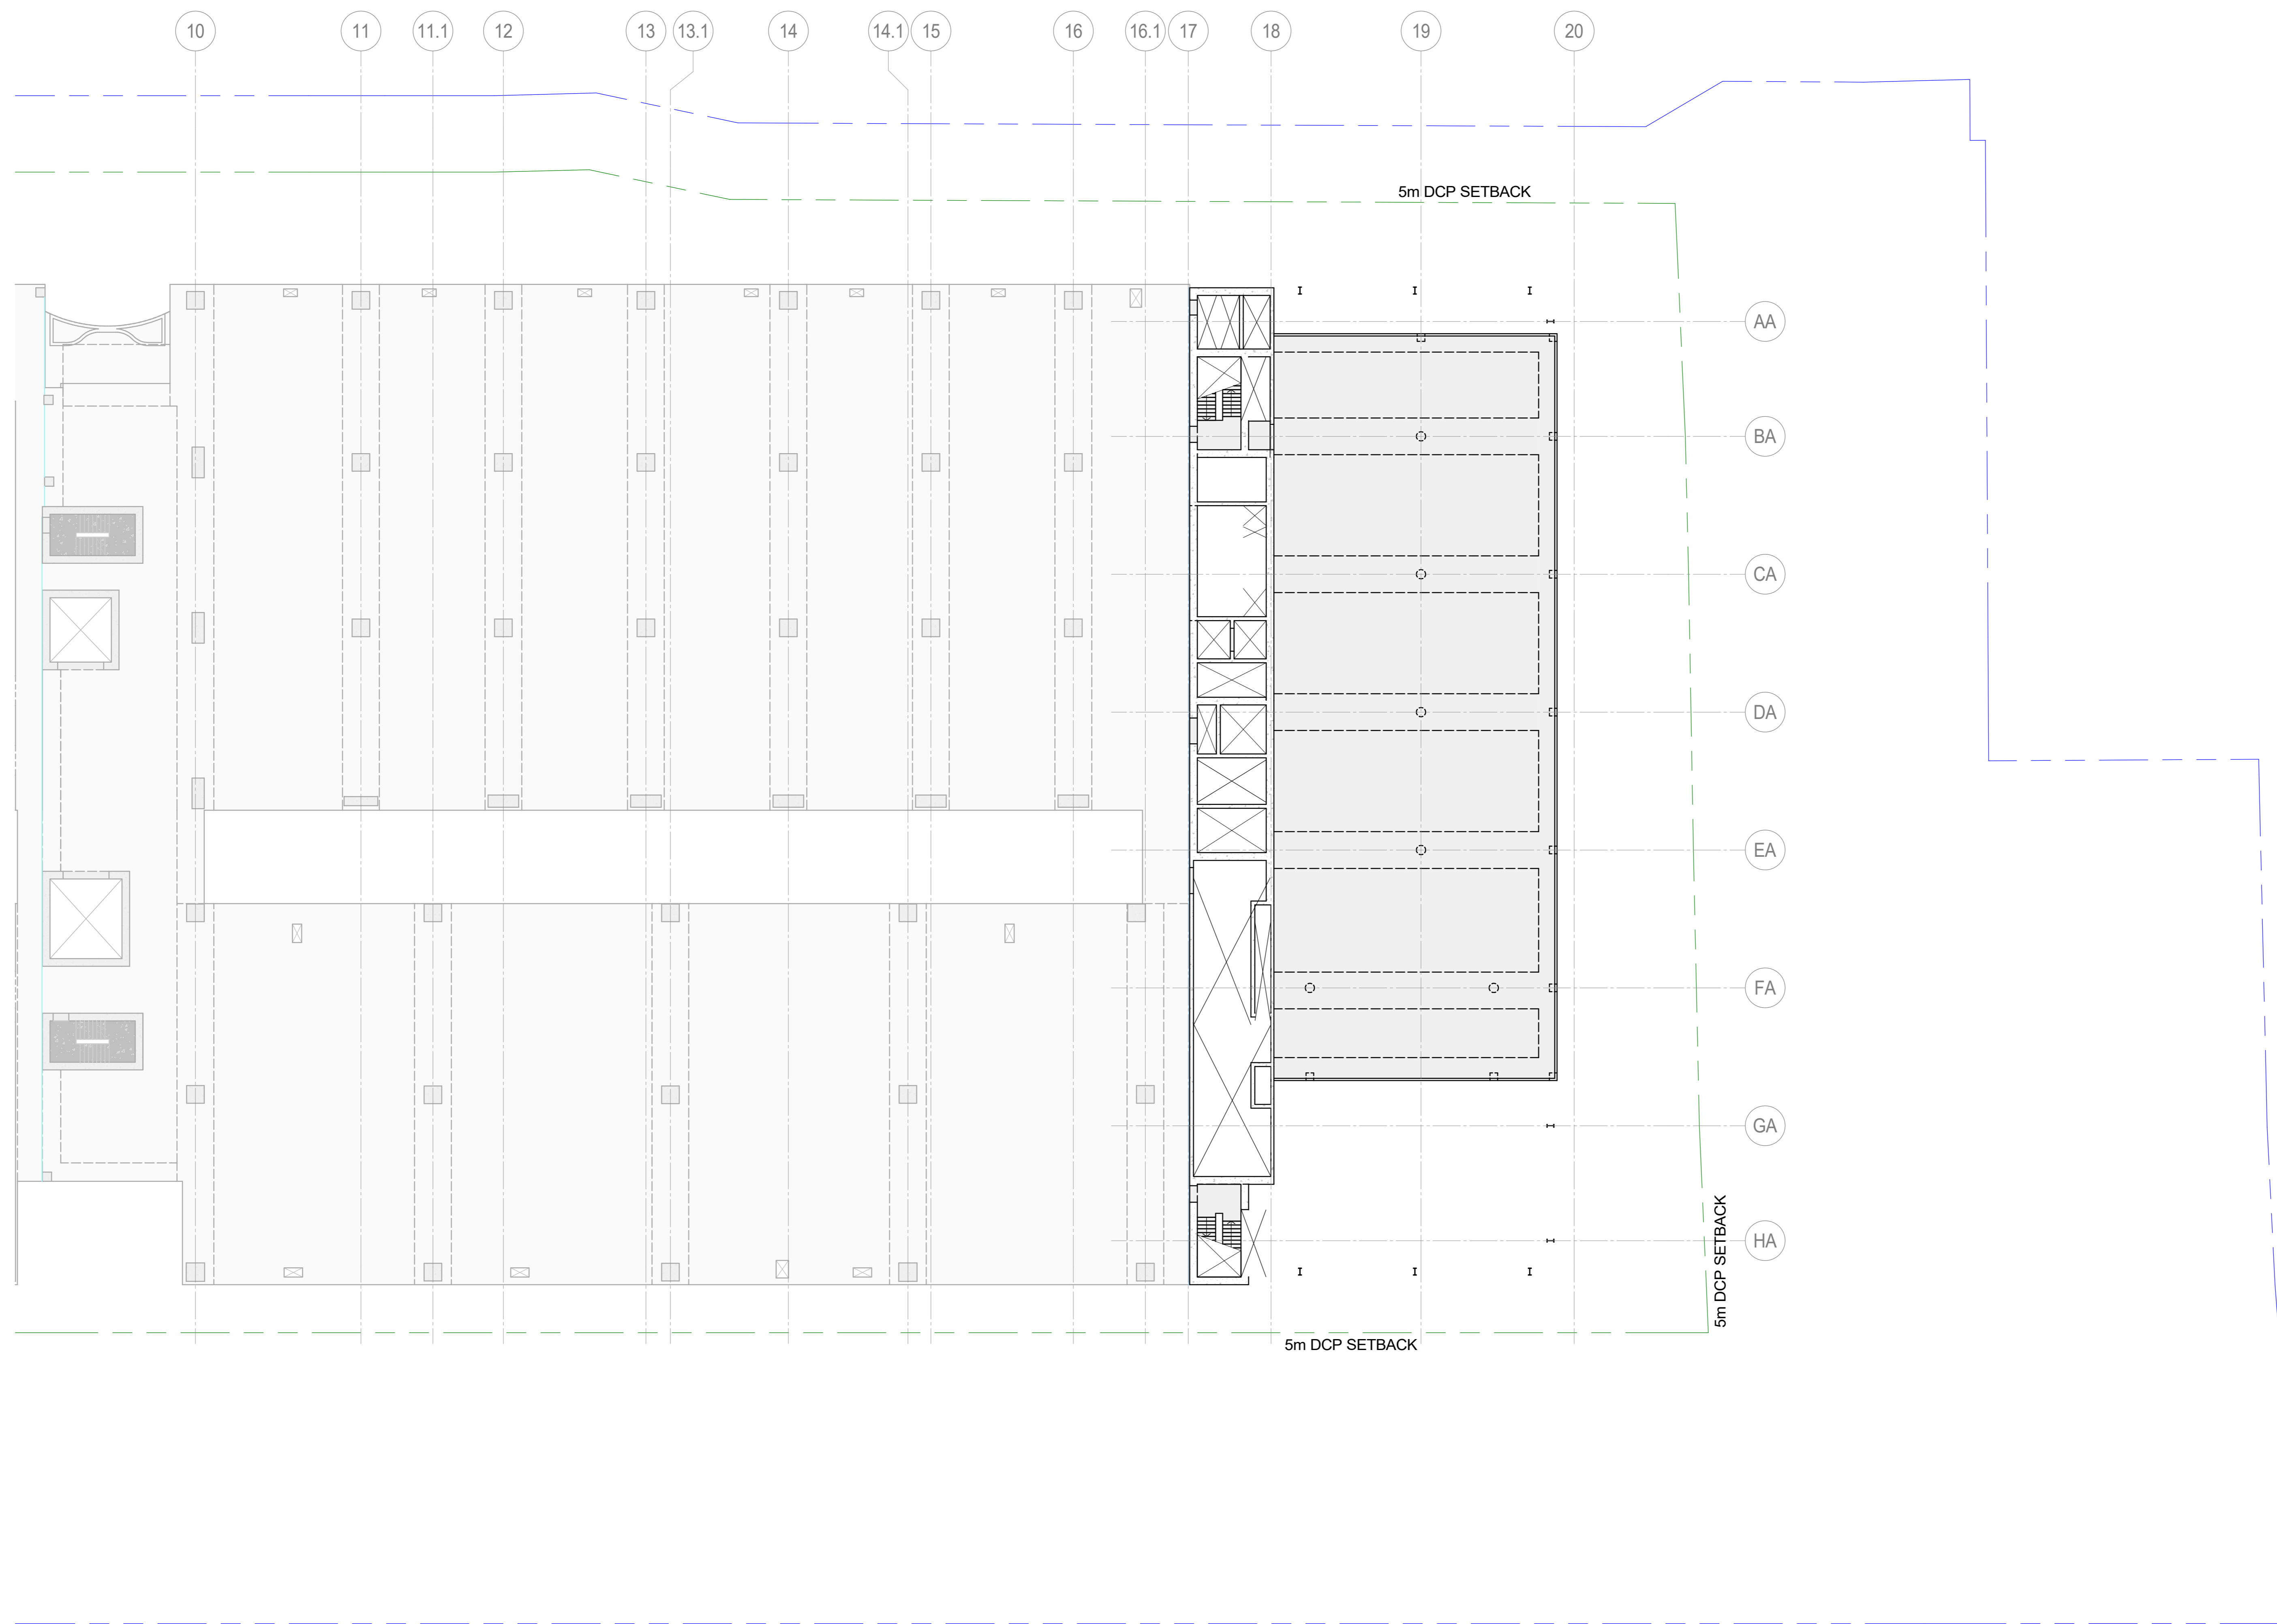 10
11
11.1
12
13
13.1
14
14.1
15
16
16.1
17
18
19
20
5m DCP SETBACK
AA
BA
CA
DA
EA
FA
GA
5m DCP SETBACK
HA
5m DCP SETBACK